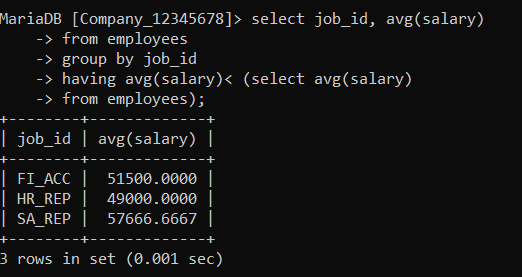 MariaDB [Company_12345678]> select job_id, avg(salary)
    -> from employees
    -> group by job_id
    -> having avg(salary)< (select avg(salary)
    -> from employees);
+--------+-------------+
| job_id | avg(salary) |
+--------+-------------+
| FI_ACC |  51500.0000 |
| HR_REP |  49000.0000 |
| SA_REP |  57666.6667 |
+--------+-------------+
3 rows in set (0.001 sec)